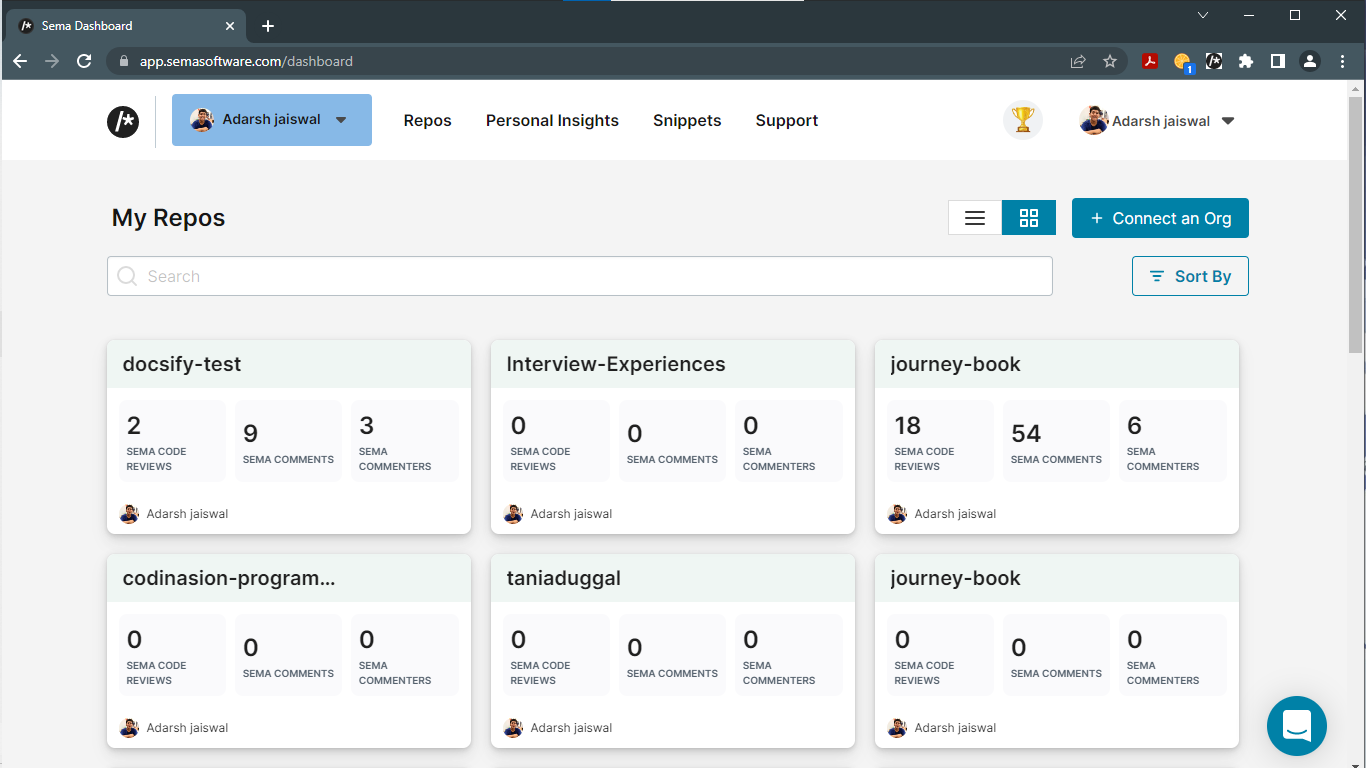 Sema Dashboard
app.semasoftware.com/dashboard
1
/*
Adarsh jaiswal
Repos
Personal Insights
Snippets
Support
Adarsh jaiswal
My Repos
+ Connect an Org
Search
Sort By
docsify-test
2
SEMA CODE
REVIEWS
9
SEMA COMMENTS
3
SEMA
COMMENTERS
Adarsh jaiswal
Interview-Experiences
0
SEMA CODE
REVIEWS
0
SEMA COMMENTS
0
SEMA
COMMENTERS
Adarsh jaiswal
journey-book
18
SEMA CODE
REVIEWS
54
SEMA COMMENTS
6
SEMA
COMMENTERS
Adarsh jaiswal
codinasion-program...
0
SEMA CODE
REVIEWS
0
SEMA COMMENTS
0
SEMA
COMMENTERS
Adarsh jaiswal
taniaduggal
0
SEMA CODE
REVIEWS
0
SEMA COMMENTS
0
SEMA
COMMENTERS
Adarsh jaiswal
journey-book
0
SEMA CODE
REVIEWS
0
SEMA COMMENTS
0
SEMA
COMMENTERS
Adarsh jaiswal